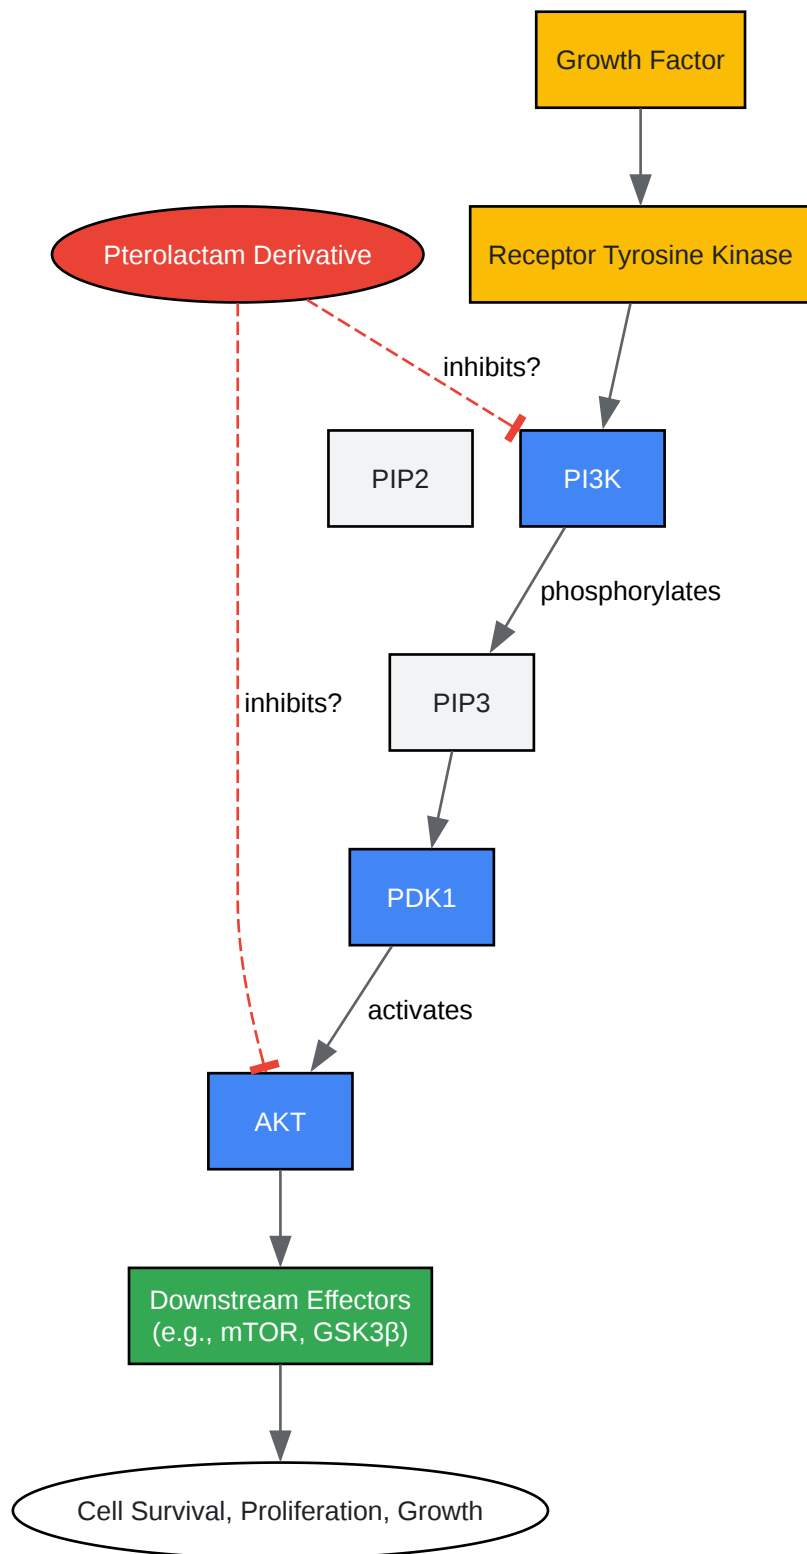 Growth Factor
Pterolactam Derivative
Receptor Tyrosine Kinase
inhibits?
PIP2
PI3K
phosphorylates
PIP3
inhibits?
PDK1
activates
AKT
Downstream Effectors
(e.g., mTOR, GSK3β)
Cell Survival, Proliferation, Growth